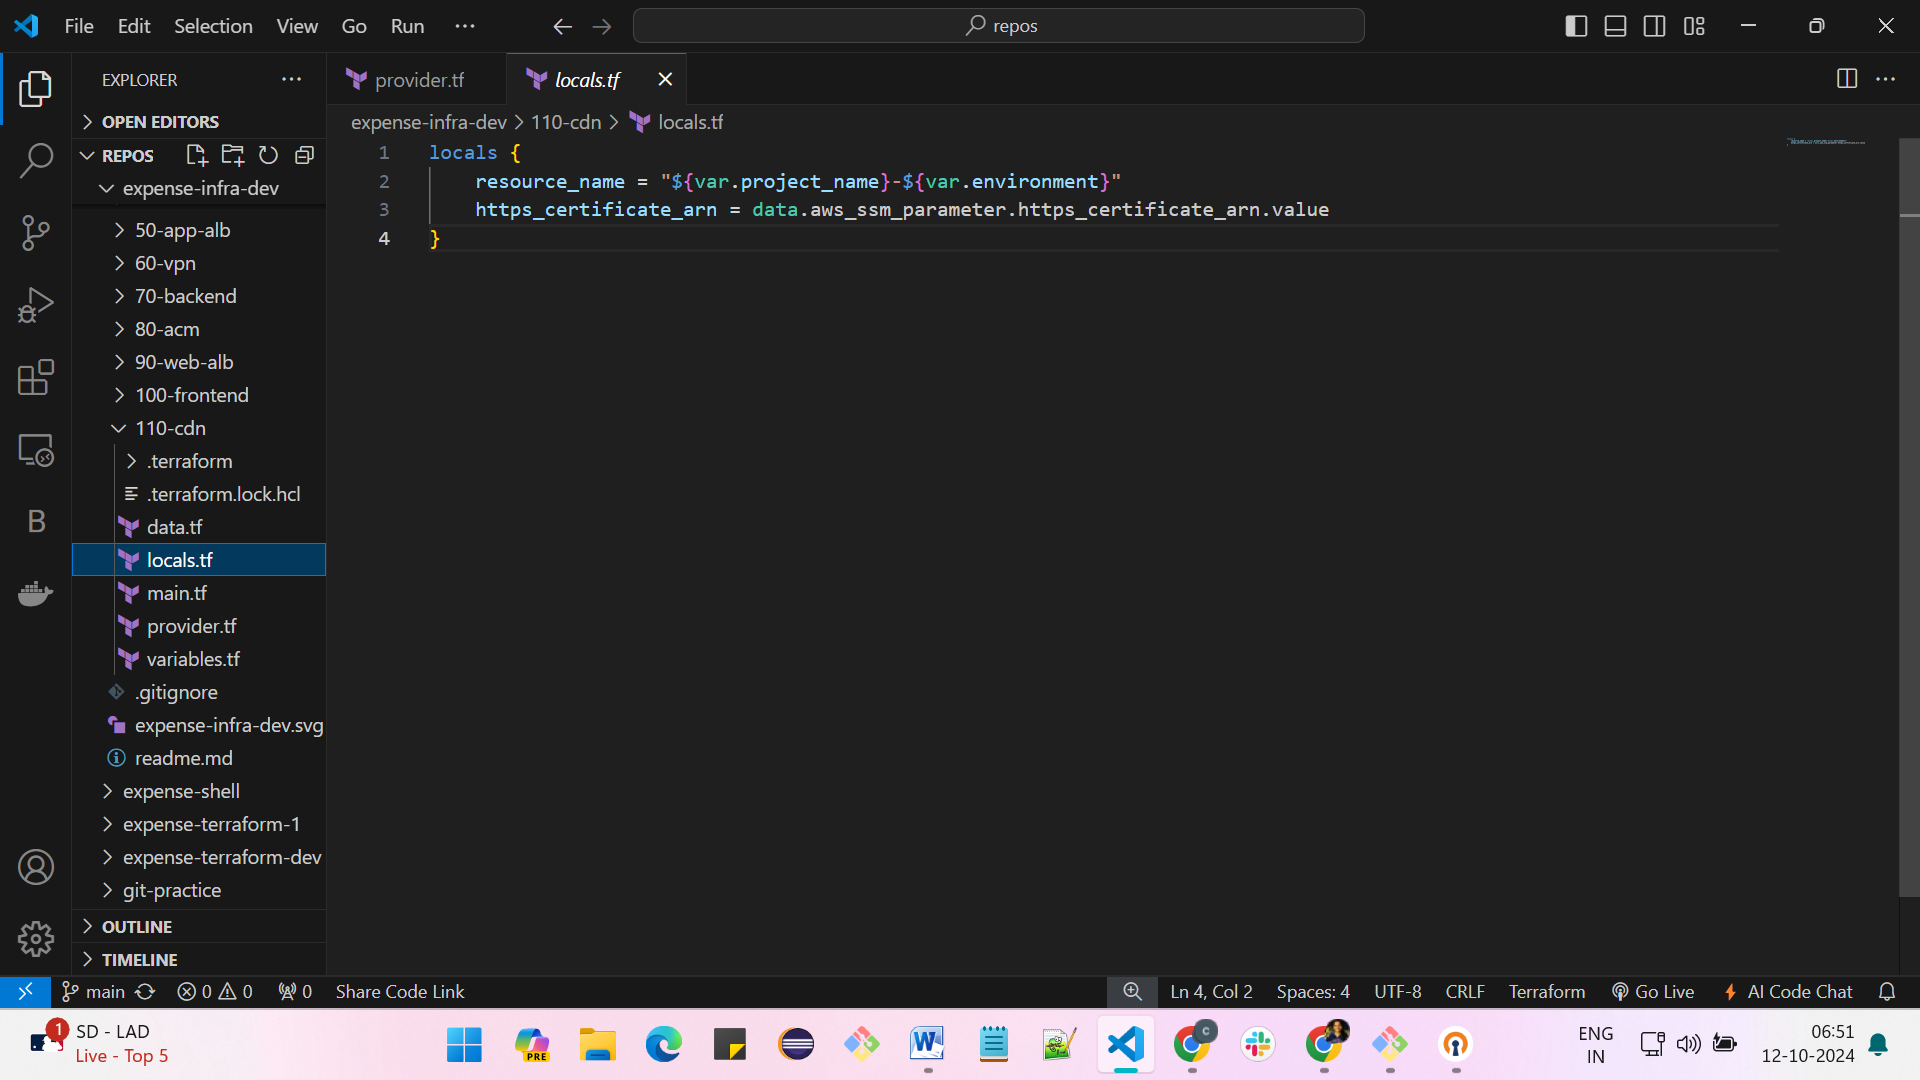 File Edit Selection View Go Run ···
repos
EXPLORER
provider.tf
locals.tf
OPEN EDITORS
expense-infra-dev > 110-cdn > locals.tf
REPOS
expense-infra-dev
50-app-alb
60-vpn
70-backend
80-acm
90-web-alb
100-frontend
110-cdn
.terraform
.terraform.lock.hcl
data.tf
locals.tf
main.tf
provider.tf
variables.tf
.gitignore
expense-infra-dev.svg
readme.md
expense-shell
expense-terraform-1
expense-terraform-dev
git-practice
OUTLINE
TIMELINE
1 locals {
2 resource_name = "${var.project_name}-${var.environment}"
3 https_certificate_arn = data.aws_ssm_parameter.https_certificate_arn.value
4 }
B
main 0 0 0 Share Code Link Ln 4, Col 2 Spaces: 4 UTF-8 CRLF Terraform Go Live AI Code Chat
1
SD - LAD
Live - Top 5
PRE
W
c
ENG
IN
06:51
12-10-2024